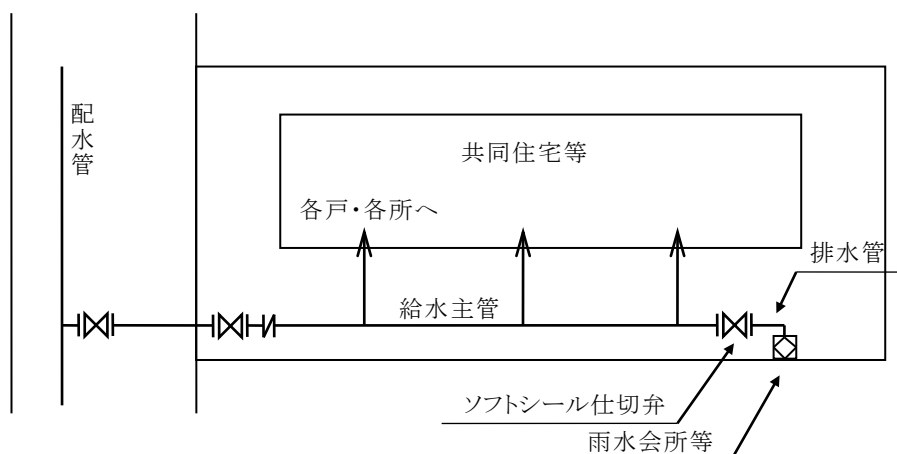 配水管
共同住宅等
各戸・各所へ
排水管
給水主管
ソフトシール仕切弁
雨水会所等